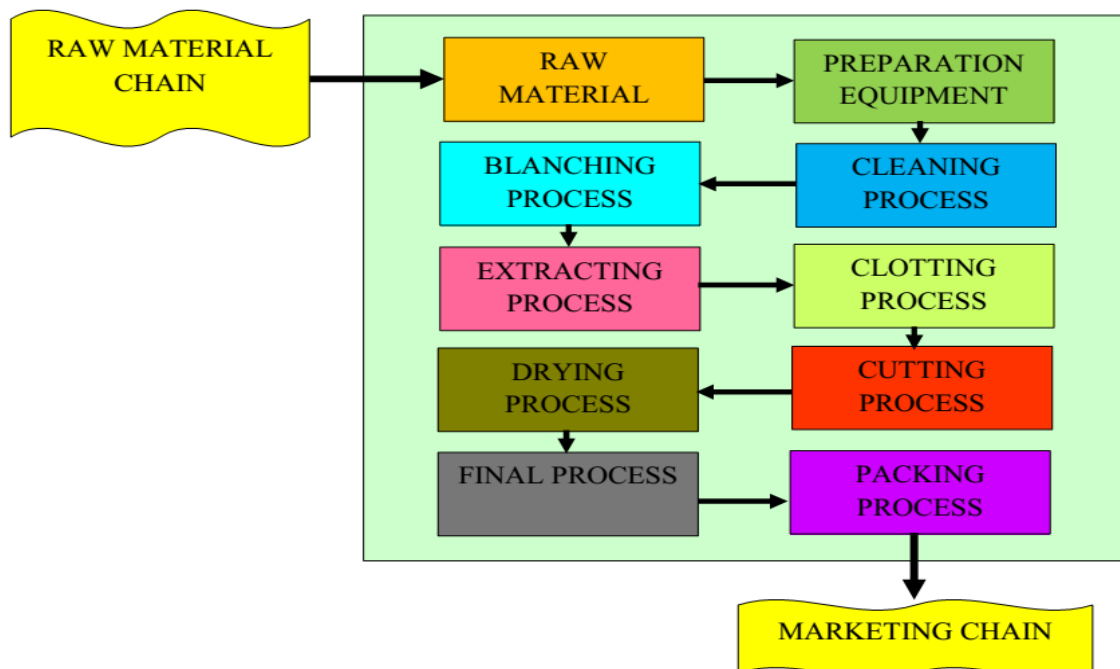 RAW MATERIAL
CHAIN
RAW
MATERIAL
PREPARATION
EQUIPMENT
BLANCHING
PROCESS
CLEANING
PROCESS
EXTRACTING
PROCESS
CLOTTING
PROCESS
DRYING
PROCESS
CUTTING
PROCESS
FINAL PROCESS
PACKING
PROCESS
MARKETING CHAIN